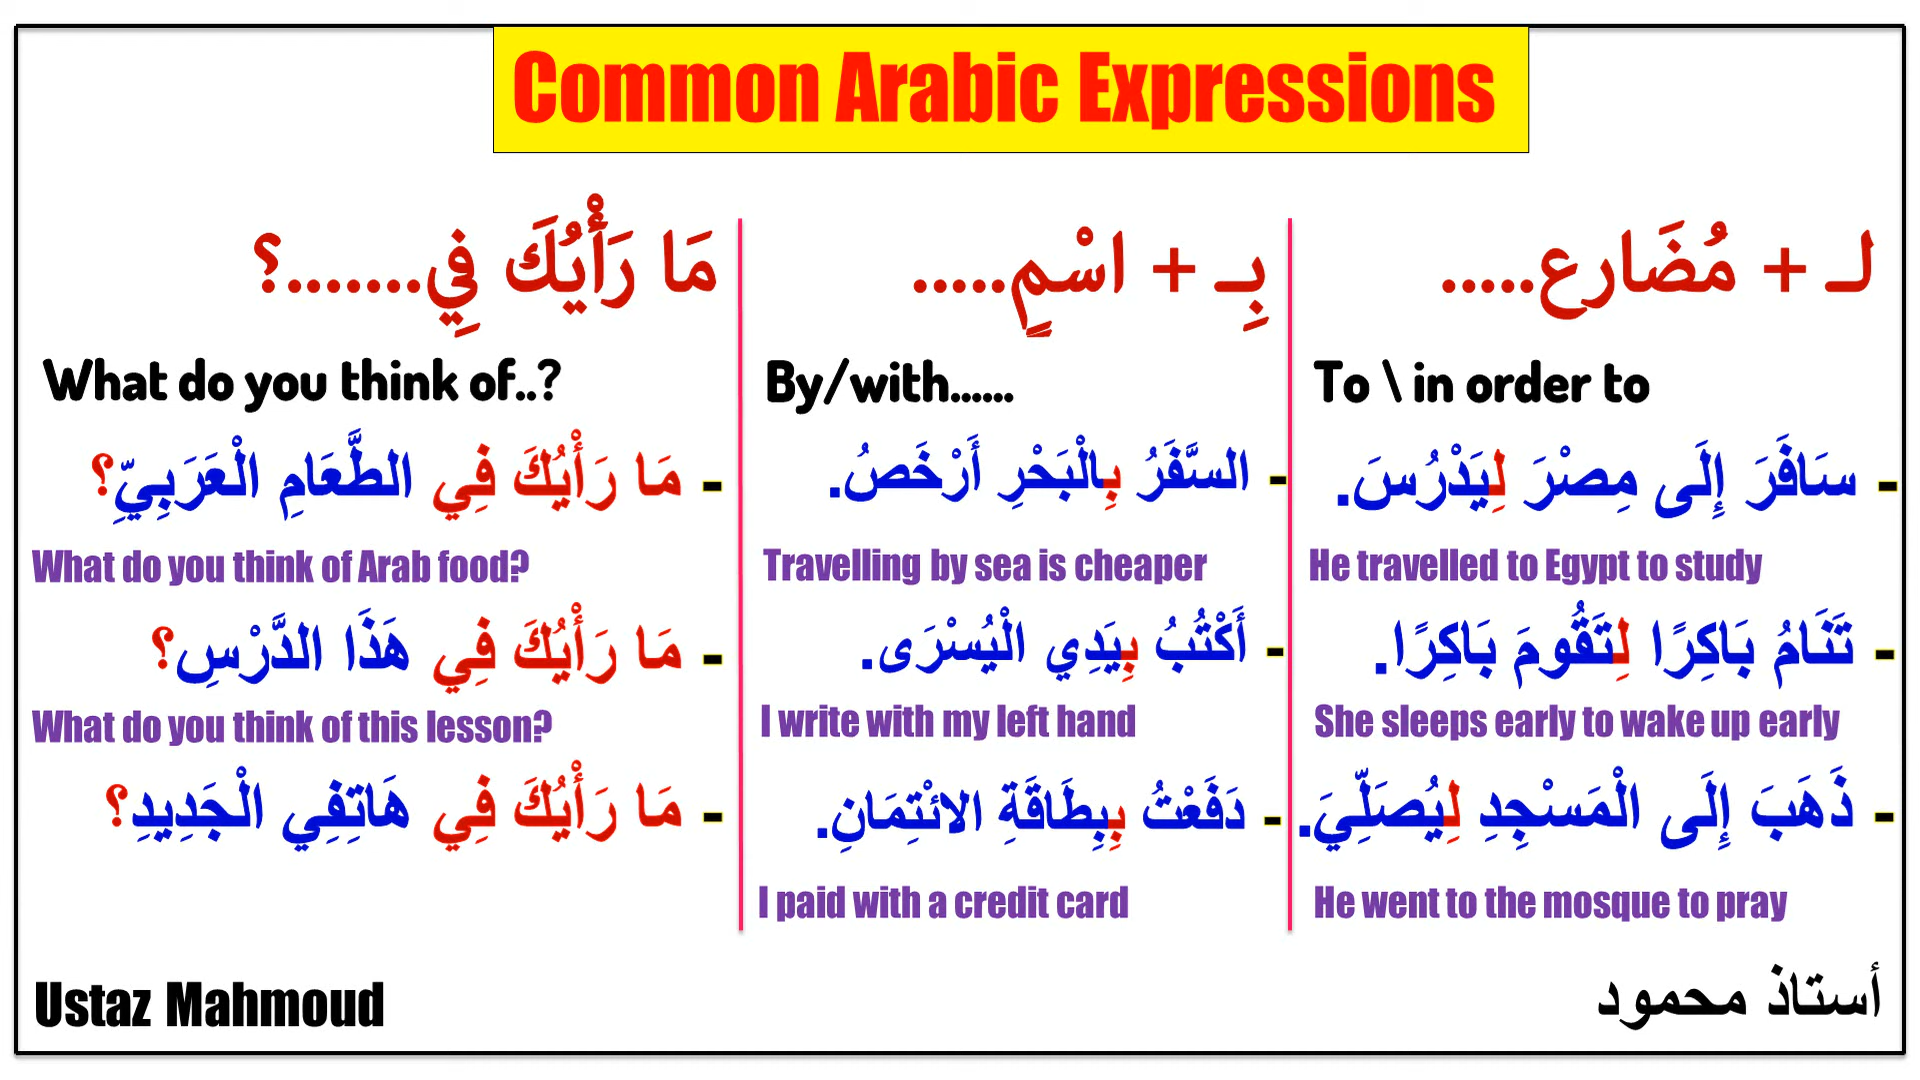 Common Arabic Expressions
لـ + مُضَارع.....
To \ in order to
- سَافَرَ إِلَى مِصْرَ لِيَدْرُسَ.
He travelled to Egypt to study
- تَنَامُ بَاكِرًا لِتَقُومَ بَاكِرًا.
She sleeps early to wake up early
- ذَهَبَ إِلَى الْمَسْجِدِ لِيُصَلِّيَ.
He went to the mosque to pray
بِـ + اسْمٍ.....
By/with......
- السَّفَرُ بِالْبَحْرِ أَرْخَصُ.
Travelling by sea is cheaper
- أَكْتُبُ بِيَدِي الْيُسْرَى.
I write with my left hand
- دَفَعْتُ بِبِطَاقَةِ الائْتِمَانِ.
I paid with a credit card
مَا رَأْيُكَ فِي.......؟
What do you think of..?
- مَا رَأْيُكَ فِي الطَّعَامِ الْعَرَبِيِّ؟
What do you think of Arab food?
- مَا رَأْيُكَ فِي هَذَا الدَّرْسِ؟
What do you think of this lesson?
- مَا رَأْيُكَ فِي هَاتِفِي الْجَدِيدِ؟
Ustaz Mahmoud
أستاذ محمود